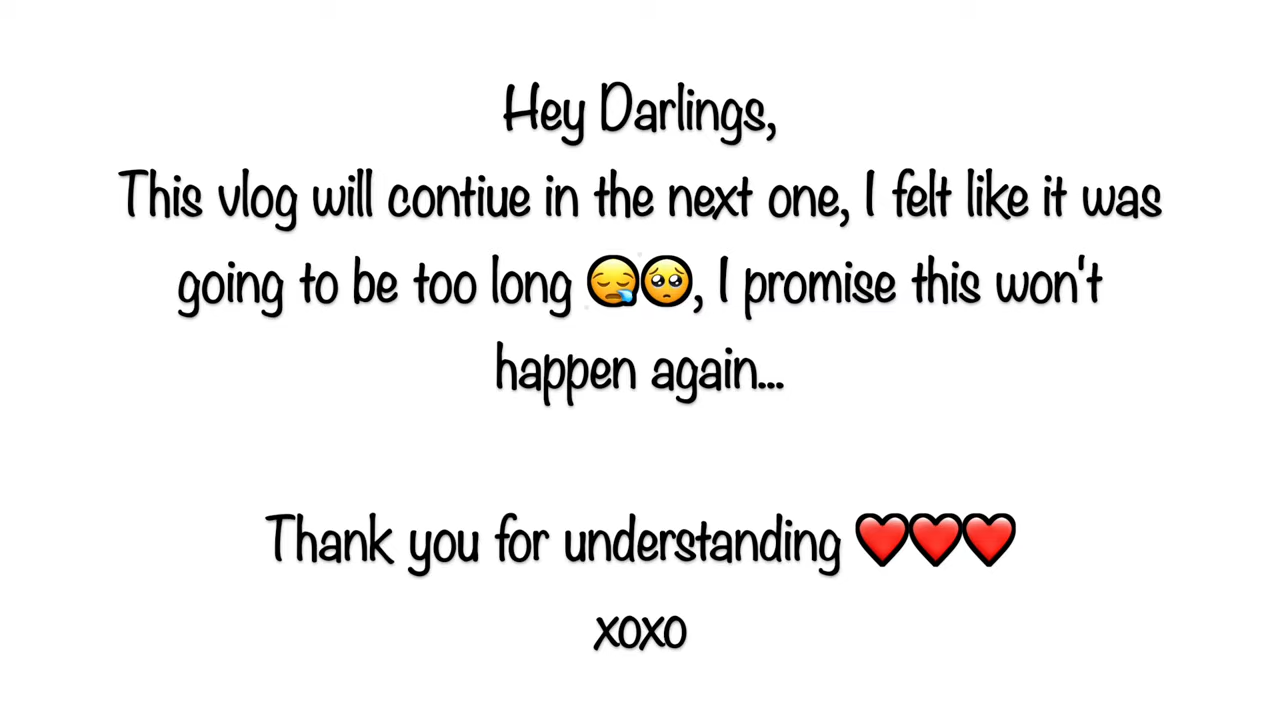 Hey Darlings,
This vlog will contiue in the next one, I felt like it was
going to be too long 😪🥺, I promise this won't
happen again...
Thank you for understanding ❤️❤️❤️
xoxo